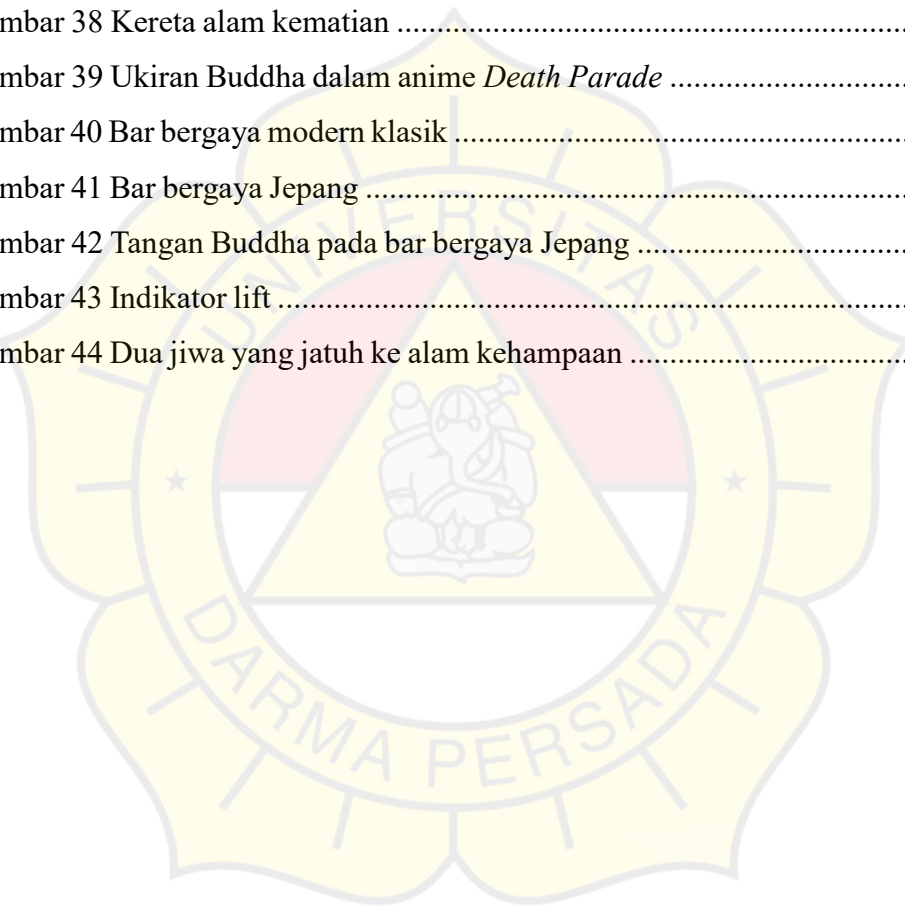 mbar 38 Kereta alam kematian ................................................................
mbar 39 Ukiran Buddha dalam anime Death Parade ..............................
mbar 40 Bar bergaya modern klasik .........................................................
mbar 41 Bar bergaya Jepang ....................................................................
mbar 42 Tangan Buddha pada bar bergaya Jepang ..................................
mbar 43 Indikator lift ...............................................................................
mbar 44 Dua jiwa yang jatuh ke alam kehampaan ...................................
UNIVERSITAS
DARMA PERSADA